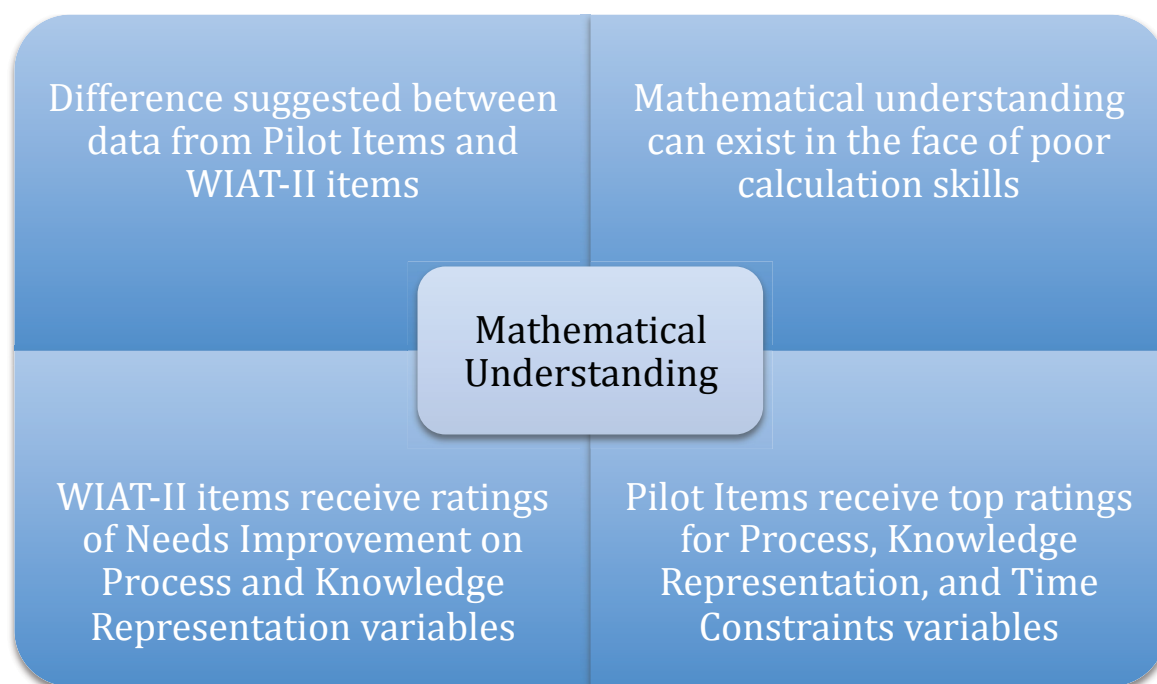 Difference suggested between
data from Pilot Items and
WIAT-II items
Mathematical understanding
can exist in the face of poor
calculation skills
Mathematical
Understanding
WIAT-II items receive ratings
of Needs Improvement on
Process and Knowledge
Representation variables
Pilot Items receive top ratings
for Process, Knowledge
Representation, and Time
Constraints variables